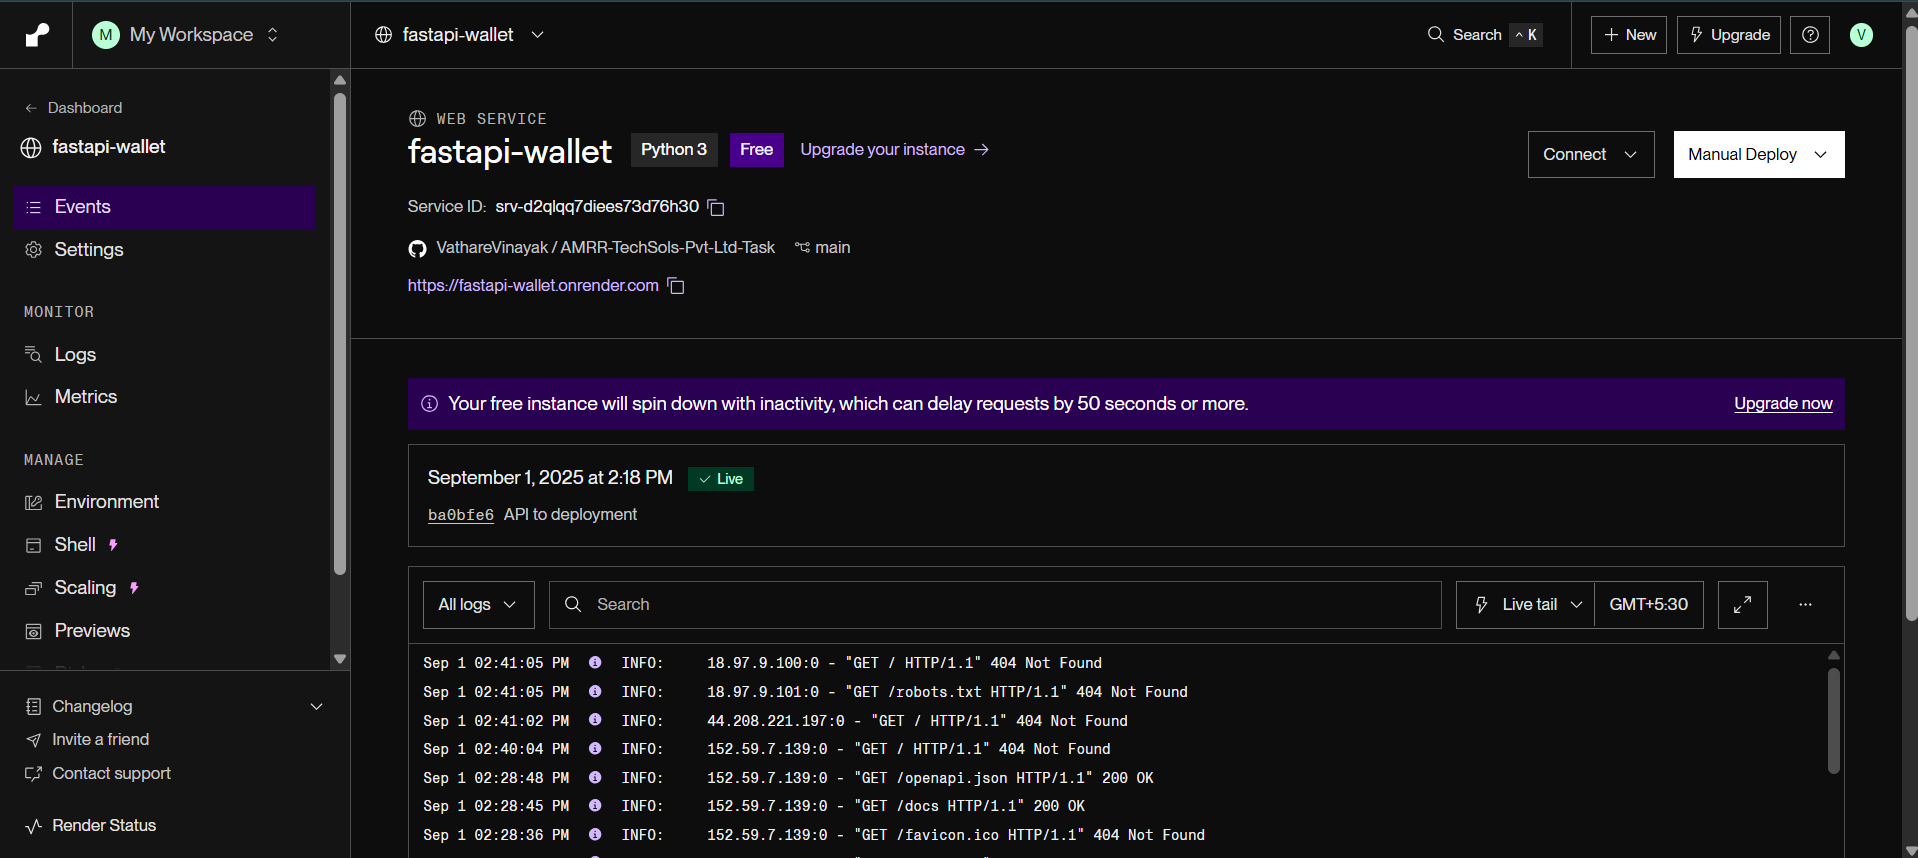 M My Workspace
fastapi-wallet
Search ^ K
+ New
Upgrade
V
← Dashboard
fastapi-wallet
Events
Settings
MONITOR
Logs
Metrics
MANAGE
Environment
Shell
Scaling
Previews
Changelog
Invite a friend
Contact support
Render Status
WEB SERVICE
fastapi-wallet Python 3 Free Upgrade your instance →
Connect
Manual Deploy
Service ID: srv-d2qlqq7diees73d76h30
VathareVinayak / AMRR-TechSols-Pvt-Ltd-Task main
https://fastapi-wallet.onrender.com
Your free instance will spin down with inactivity, which can delay requests by 50 seconds or more. Upgrade now
September 1, 2025 at 2:18 PM ✓ Live
ba0bfe6 API to deployment
All logs Search Live tail GMT+5:30 ...
Sep 1 02:41:05 PM INFO: 18.97.9.100:0 - "GET / HTTP/1.1" 404 Not Found
Sep 1 02:41:05 PM INFO: 18.97.9.101:0 - "GET /robots.txt HTTP/1.1" 404 Not Found
Sep 1 02:41:02 PM INFO: 44.208.221.197:0 - "GET / HTTP/1.1" 404 Not Found
Sep 1 02:40:04 PM INFO: 152.59.7.139:0 - "GET / HTTP/1.1" 404 Not Found
Sep 1 02:28:48 PM INFO: 152.59.7.139:0 - "GET /openapi.json HTTP/1.1" 200 OK
Sep 1 02:28:45 PM INFO: 152.59.7.139:0 - "GET /docs HTTP/1.1" 200 OK
Sep 1 02:28:36 PM INFO: 152.59.7.139:0 - "GET /favicon.ico HTTP/1.1" 404 Not Found